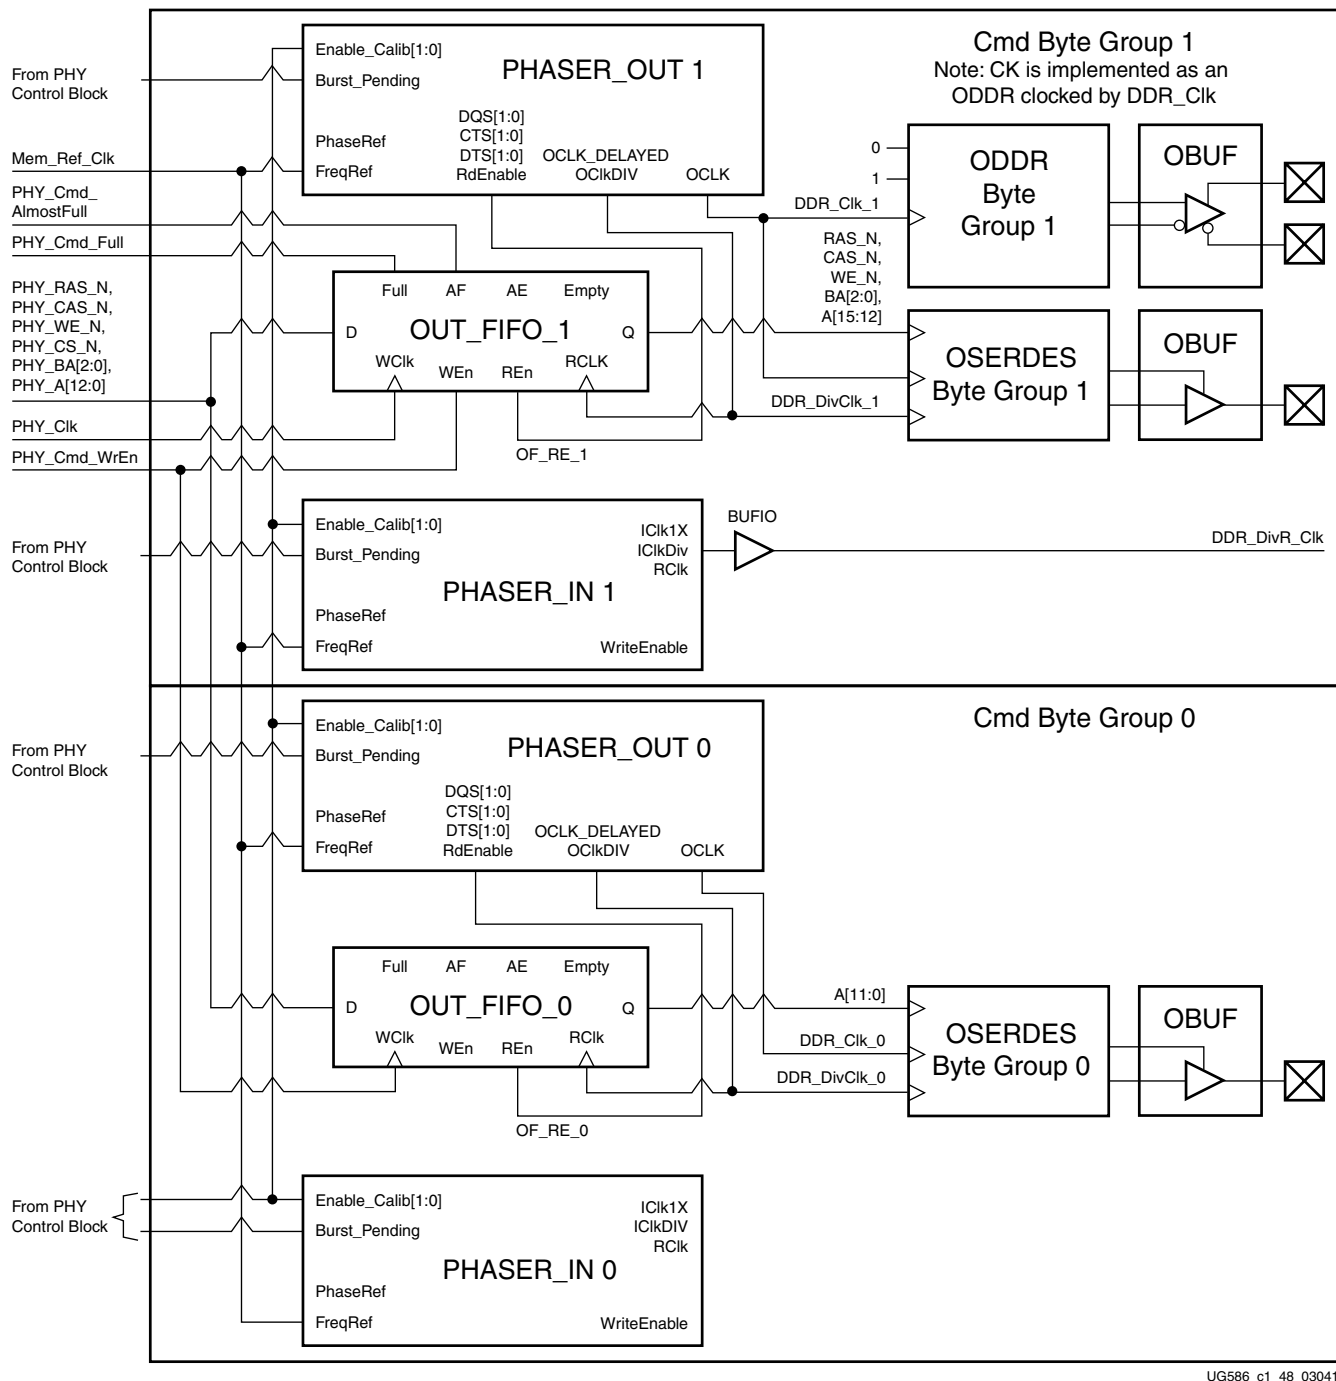 Cmd Byte Group 1
Note: CK is implemented as an
ODDR clocked by DDR_Clk
From PHY
Control Block
Enable_Calib[1:0]
Burst_Pending
PHASER_OUT 1
PhaseRef
FreqRef
DQS[1:0]
CTS[1:0]
DTS[1:0]
RdEnable
OCLK_DELAYED
OClkDIV
OCLK
Mem_Ref_Clk
PHY_Cmd_
AlmostFull
PHY_Cmd_Full
PHY_RAS_N,
PHY_CAS_N,
PHY_WE_N,
PHY_CS_N,
PHY_BA[2:0],
PHY_A[12:0]
PHY_Clk
PHY_Cmd_WrEn
0
1
DDR_Clk_1
ODDR
Byte
Group 1
OBUF
RAS_N,
CAS_N,
WE_N,
BA[2:0],
A[15:12]
Full
AF
AE
Empty
D
OUT_FIFO_1
Q
WClk
WEn
REn
RCLK
OF_RE_1
DDR_DivClk_1
OSERDES
Byte Group 1
OBUF
From PHY
Control Block
Enable_Calib[1:0]
Burst_Pending
PHASER_IN 1
PhaseRef
FreqRef
IClk1X
IClkDiv
RClk
WriteEnable
BUFIO
DDR_DivR_Clk
Cmd Byte Group 0
From PHY
Control Block
Enable_Calib[1:0]
Burst_Pending
PHASER_OUT 0
PhaseRef
FreqRef
DQS[1:0]
CTS[1:0]
DTS[1:0]
RdEnable
OCLK_DELAYED
OClkDIV
OCLK
Full
AF
AE
Empty
D
OUT_FIFO_0
Q
WClk
WEn
REn
RClk
OF_RE_0
A[11:0]
DDR_Clk_0
DDR_DivClk_0
OSERDES
Byte Group 0
OBUF
From PHY
Control Block
Enable_Calib[1:0]
Burst_Pending
PHASER_IN 0
PhaseRef
FreqRef
IClk1X
IClkDIV
RClk
WriteEnable
UG586_c1_48_03041